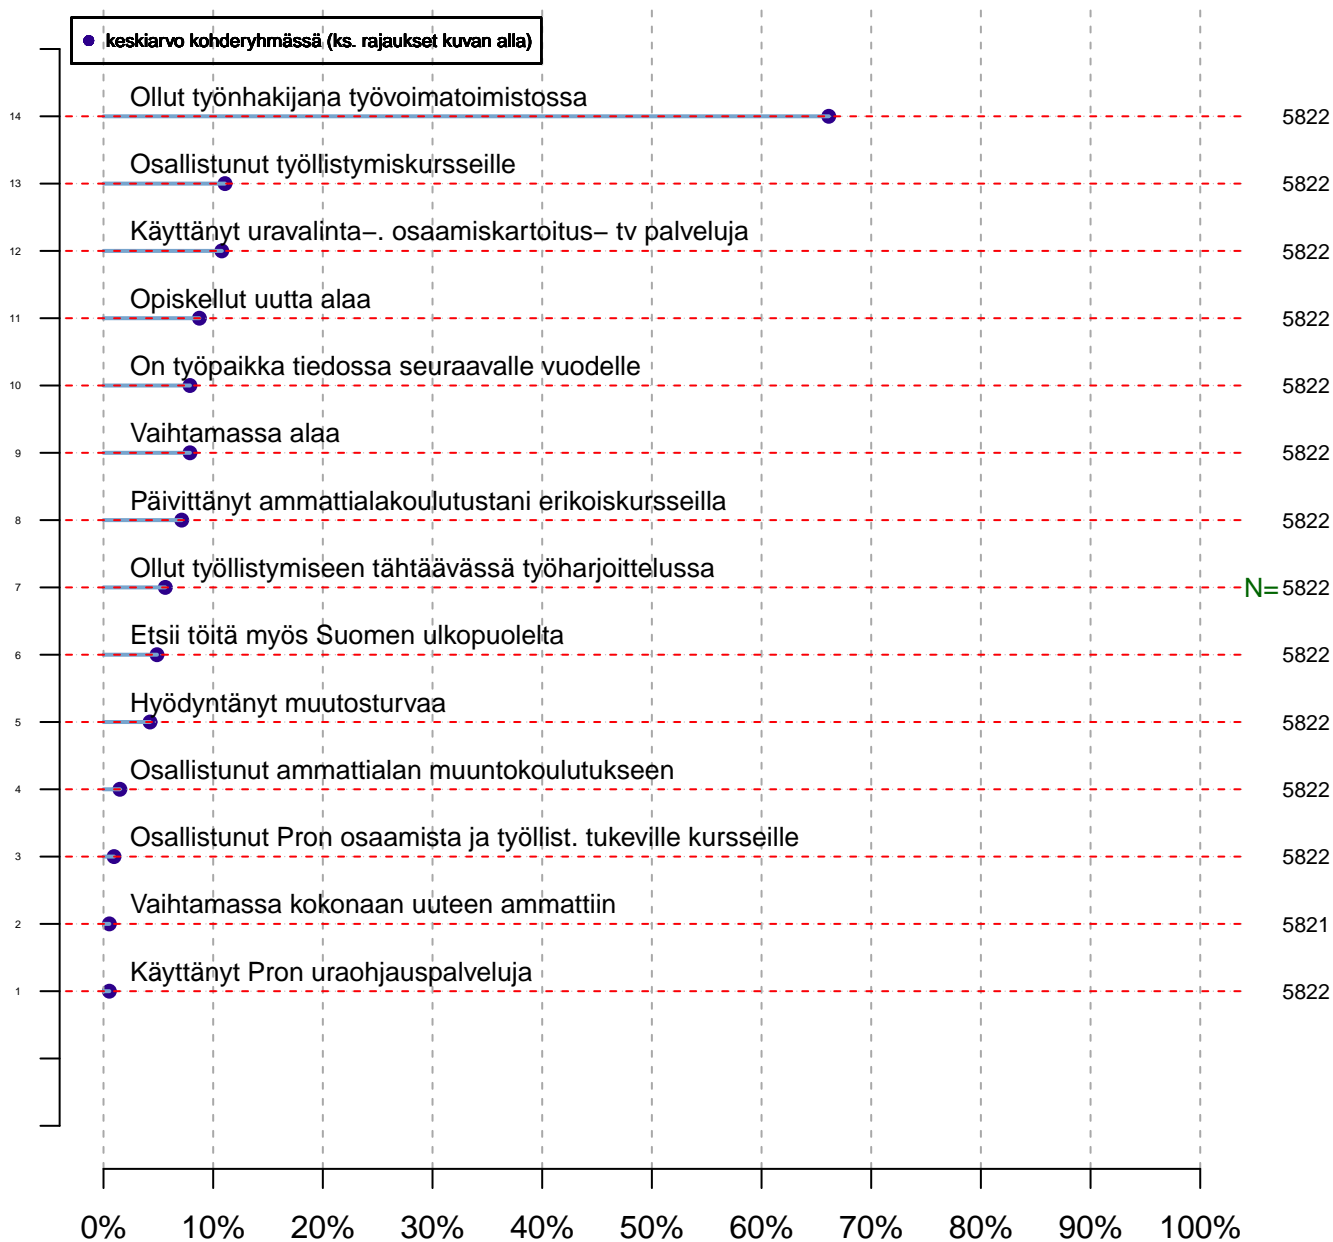 keskiarvo kohderyhmässä (ks. rajaukset kuvan alla)
Ollut työnhakijana työvoimatoimistossa
14 5822
Osallistunut työllistymiskursseille
13 5822
Käyttänyt uravalinta−. osaamiskartoitus− tv palveluja
12 5822
Opiskellut uutta alaa
11 5822
On työpaikka tiedossa seuraavalle vuodelle
10 5822
Vaihtamassa alaa
9 5822
Päivittänyt ammattialakoulutustani erikoiskursseilla
8 5822
Ollut työllistymiseen tähtäävässä työharjoittelussa
7 N= 5822
Etsii töitä myös Suomen ulkopuolelta
6 5822
Hyödyntänyt muutosturvaa
5 5822
Osallistunut ammattialan muuntokoulutukseen
4 5822
Osallistunut Pron osaamista ja työllist. tukeville kursseille
3 5822
Vaihtamassa kokonaan uuteen ammattiin
2 5821
Käyttänyt Pron uraohjauspalveluja
1 5822
0% 10% 20% 30% 40% 50% 60% 70% 80% 90% 100%